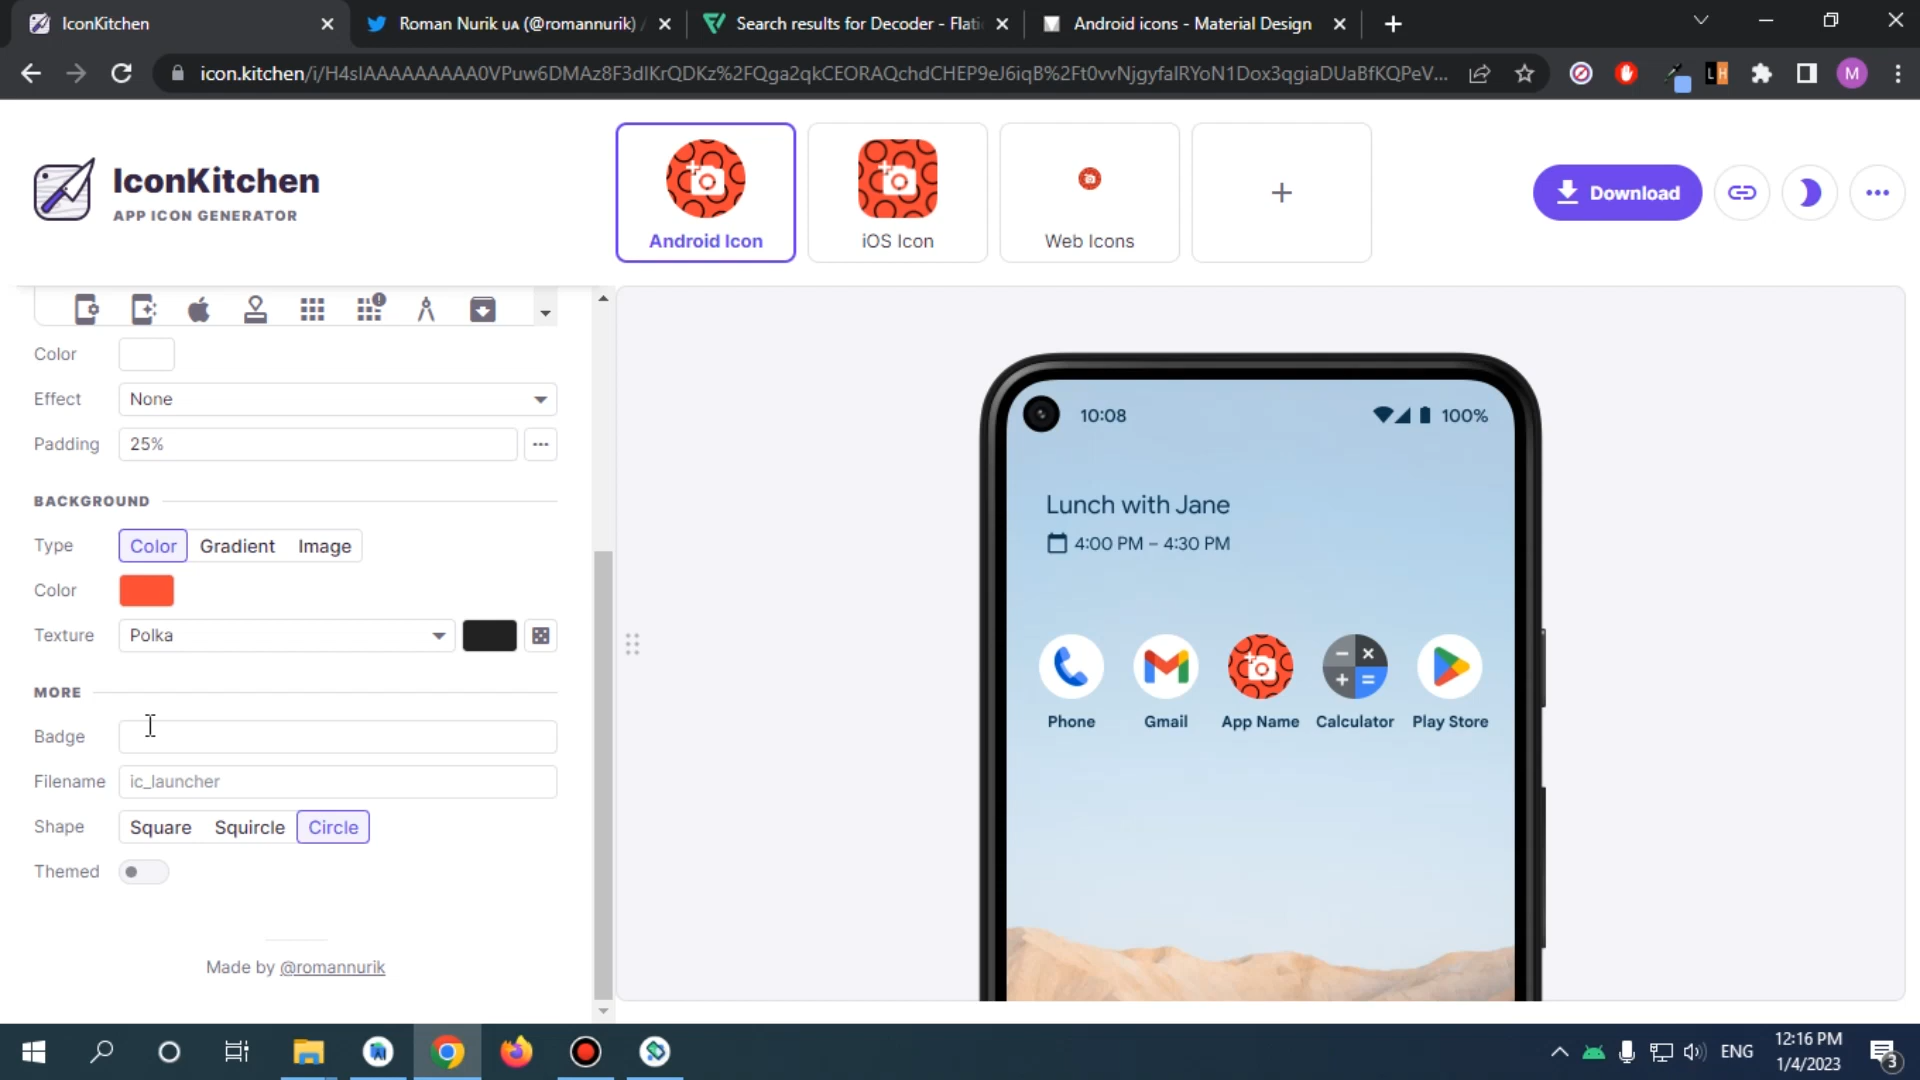 IconKitchen
Roman Nurik UA (@romannurik) /
Search results for Decoder - Flati
Android icons - Material Design
icon.kitchen/i/H4sIAAAAAAAAA0VPuw6DMAz8F3dIKrQDKz%2FQga2qkCEORAQchdCHEP9eJ6iqB%2Ft0vvNjgyfalRYoN1Dox3qgiaDUaBfKQPeV...
LH
M
IconKitchen
APP ICON GENERATOR
Android Icon
iOS Icon
Web Icons
Download
Color
Effect None
Padding 25%
BACKGROUND
Type Color Gradient Image
Color
Texture Polka
MORE
Badge
Filename ic_launcher
Shape Square Squircle Circle
Themed
Made by @romannurik
10:08 100%
Lunch with Jane
4:00 PM – 4:30 PM
Phone Gmail App Name Calculator Play Store
ENG
12:16 PM
1/4/2023
3